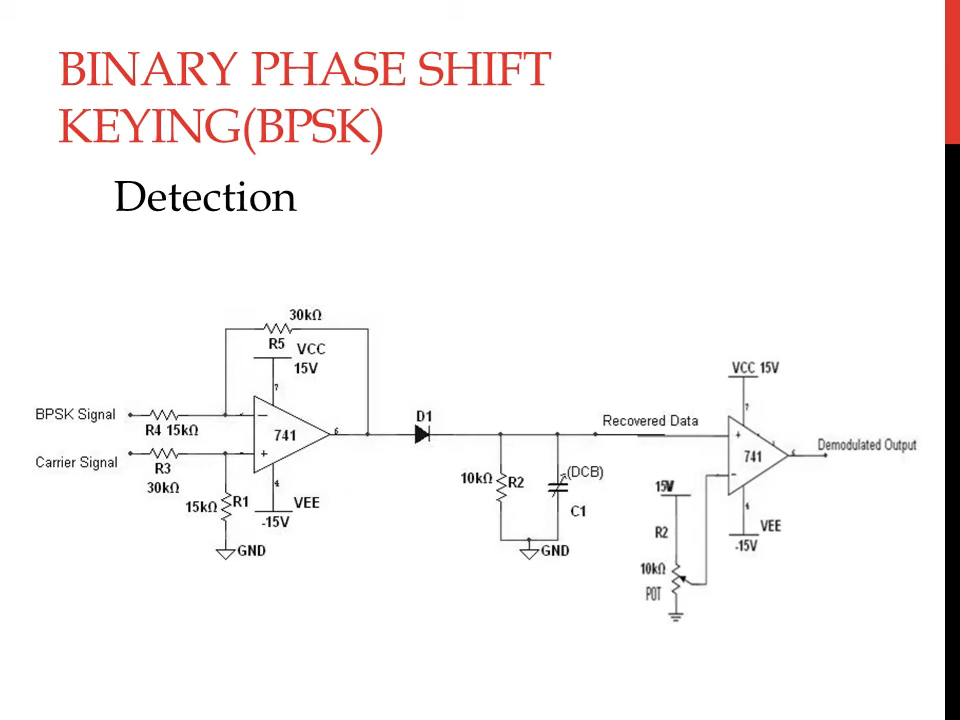 BINARY PHASE SHIFT
KEYING(BPSK)
Detection
30kΩ
R5
VCC
15V
7
BPSK Signal
R4 15kΩ
741
6
Carrier Signal
R3
30kΩ
15kΩ
R1
4
VEE
-15V
GND
D1
10kΩ
R2
(DCB)
C1
GND
Recovered Data
VCC 15V
7
741
6
Demodulated Output
15V
R2
10kΩ
POT
4
VEE
-15V